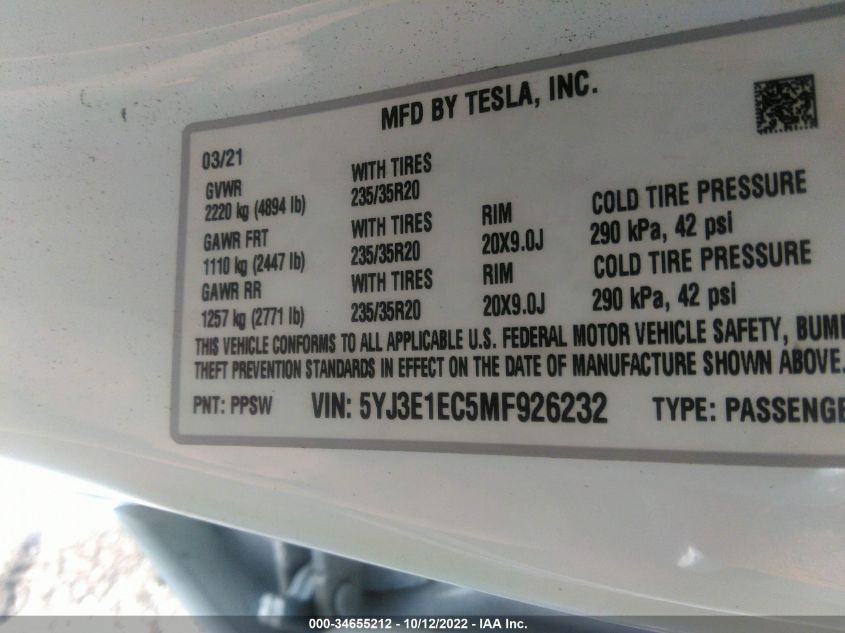 MFD BY TESLA, INC.
03/21
GVWR WITH TIRES
2220 kg (4894 lb) 235/35R20
GAWR FRT WITH TIRES RIM COLD TIRE PRESSURE
1110 kg (2447 lb) 235/35R20 20X9.0J 290 kPa, 42 psi
GAWR RR WITH TIRES RIM COLD TIRE PRESSURE
1257 kg (2771 lb) 235/35R20 20X9.0J 290 kPa, 42 psi
THIS VEHICLE CONFORMS TO ALL APPLICABLE U.S. FEDERAL MOTOR VEHICLE SAFETY, BUM
THEFT PREVENTION STANDARDS IN EFFECT ON THE DATE OF MANUFACTURE SHOWN ABOVE.
PNT: PPSW VIN: 5YJ3E1EC5MF926232 TYPE: PASSENGE
000-34655212 - 10/12/2022 - IAA Inc.